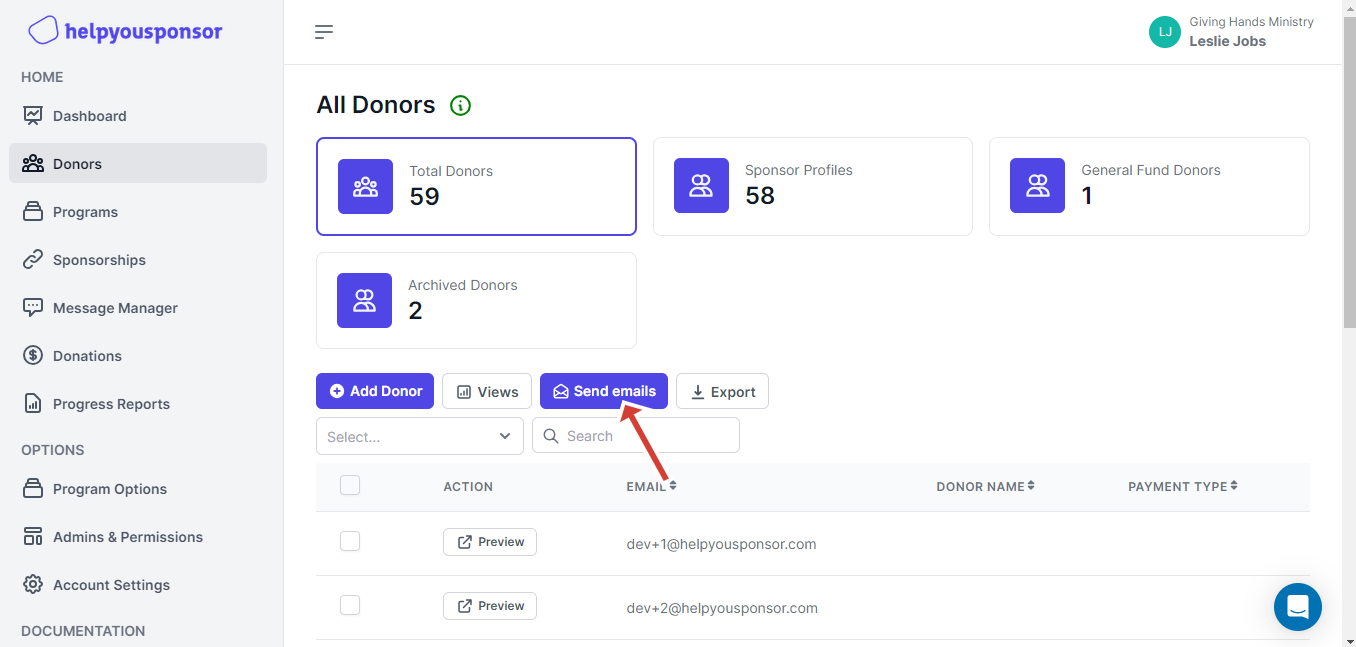 helpyousponsor
Giving Hands Ministry
LJ
Leslie Jobs
HOME
Dashboard
Donors
Programs
Sponsorships
Message Manager
Donations
Progress Reports
OPTIONS
Program Options
Admins & Permissions
Account Settings
DOCUMENTATION
All Donors
Total Donors
59
Sponsor Profiles
58
General Fund Donors
1
Archived Donors
2
Add Donor
Views
Send emails
Export
Select...
Search
ACTION
EMAIL
DONOR NAME
PAYMENT TYPE
Preview
dev+1@helpyousponsor.com
Preview
dev+2@helpyousponsor.com